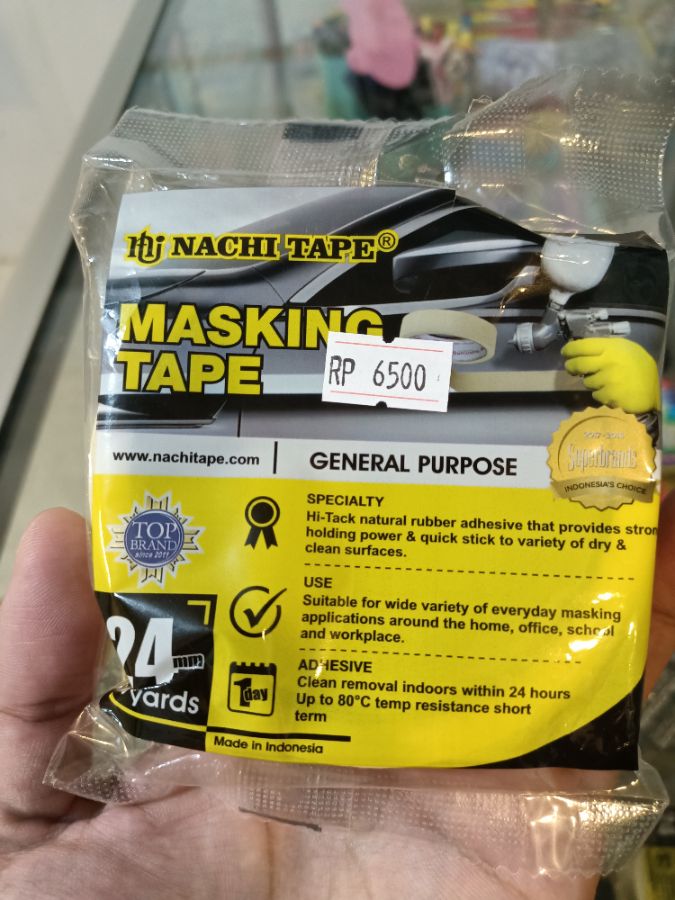 NACHI TAPE®
MASKING
TAPE
RP 6500
www.nachitape.com
GENERAL PURPOSE
Superbrands
INDONESIA'S CHOICE
TOP
BRAND
since 2011
SPECIALTY
Hi-Tack natural rubber adhesive that provides stron
holding power & quick stick to variety of dry &
clean surfaces.
USE
Suitable for wide variety of everyday masking
applications around the home, office, school
and workplace.
24 mm
yards
1 day
ADHESIVE
Clean removal indoors within 24 hours
Up to 80°C temp resistance short
term
Made in Indonesia